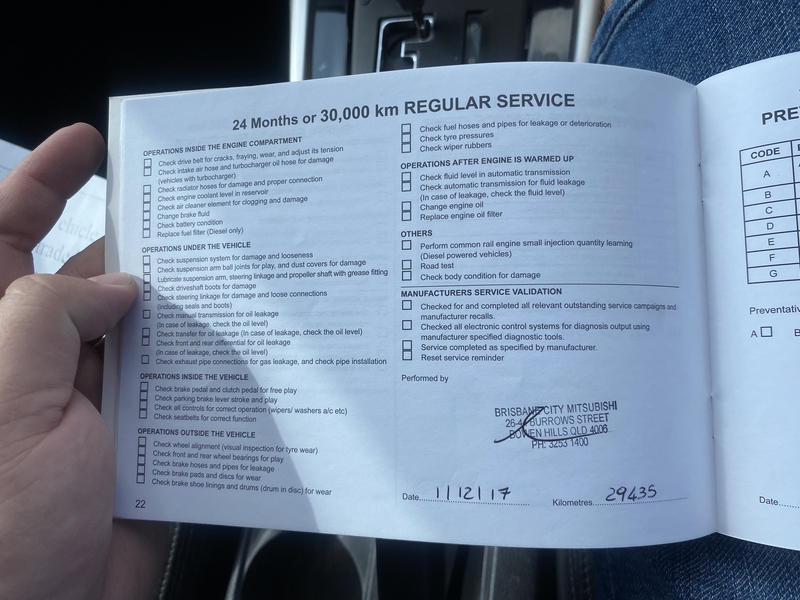 24 Months or 30,000 km REGULAR SERVICE
OPERATIONS INSIDE THE ENGINE COMPARTMENT
Check drive belt for cracks, fraying, wear, and adjust its tension
Check intake air hose and turbocharger oil hose for damage
(vehicles with turbocharger)
Check radiator hoses for damage and proper connection
Check engine coolant level in reservoir
Check air cleaner element for clogging and damage
Change brake fluid
Check battery condition
Replace fuel filter (Diesel only)
OPERATIONS UNDER THE VEHICLE
Check suspension system for damage and looseness
Check suspension arm ball joints for play, and dust covers for damage
Lubricate suspension arm, steering linkage and propeller shaft with grease fitting
Check driveshaft boots for damage
Check steering linkage for damage and loose connections
(including seals and boots)
Check manual transmission for oil leakage
(In case of leakage, check the oil level)
Check transfer for oil leakage (In case of leakage, check the oil level)
Check front and rear differential for oil leakage
(In case of leakage, check the oil level)
Check exhaust pipe connections for gas leakage, and check pipe installation
OPERATIONS INSIDE THE VEHICLE
Check brake pedal and clutch pedal for free play
Check parking brake lever stroke and play
Check all controls for correct operation (wipers/ washers a/c etc)
Check seatbelts for correct function
OPERATIONS OUTSIDE THE VEHICLE
Check wheel alignment (visual inspection for tyre wear)
Check front and rear wheel bearings for play
Check brake hoses and pipes for leakage
Check brake pads and discs for wear
Check brake shoe linings and drums (drum in disc) for wear
22
Check fuel hoses and pipes for leakage or deterioration
Check tyre pressures
Check wiper rubbers
OPERATIONS AFTER ENGINE IS WARMED UP
Check fluid level in automatic transmission
Check automatic transmission for fluid leakage
(In case of leakage, check the fluid level)
Change engine oil
Replace engine oil filter
OTHERS
Perform common rail engine small injection quantity learning
(Diesel powered vehicles)
Road test
Check body condition for damage
MANUFACTURERS SERVICE VALIDATION
Checked for and completed all relevant outstanding service campaigns and
manufacturer recalls.
Checked all electronic control systems for diagnosis output using
manufacturer specified diagnostic tools.
Service completed as specified by manufacturer.
Reset service reminder
Performed by
BRISBANE CITY MITSUBISHI
BURROWS STREET
BOWEN HILLS QLD 4006
PH: 3253 1400
Date 1/12/17 Kilometres 29435
CODE
A
B
C
D
E
F
G
A
Date